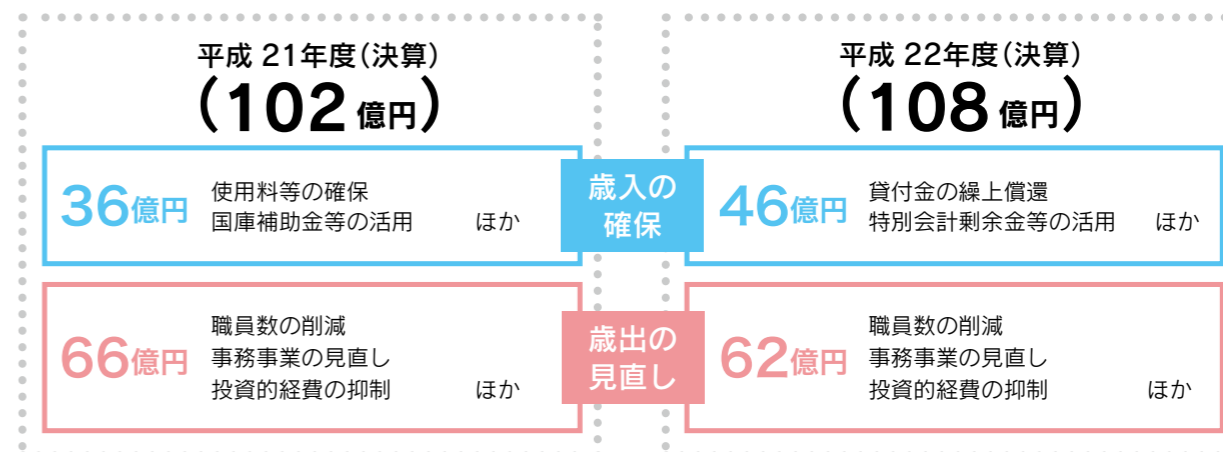 平成 21年度(決算)
(102億円)
36億円
使用料等の確保
国庫補助金等の活用 ほか
66億円
職員数の削減
事務事業の見直し
投資的経費の抑制 ほか
歳入の
確保
歳出の
見直し
平成 22年度(決算)
(108億円)
46億円
貸付金の繰上償還
特別会計剰余金等の活用 ほか
62億円
職員数の削減
事務事業の見直し
投資的経費の抑制 ほか